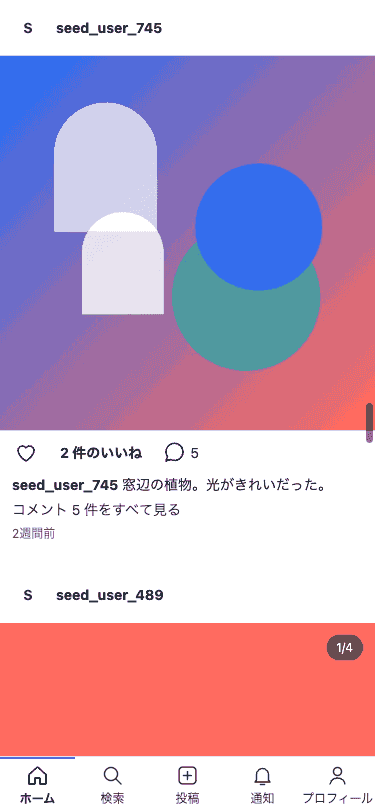 S seed_user_745
2 件のいいね 5
seed_user_745 窓辺の植物。光がきれいだった。
コメント 5 件をすべて見る
2週間前
S seed_user_489
1/4
ホーム 検索 投稿 通知 プロフィール